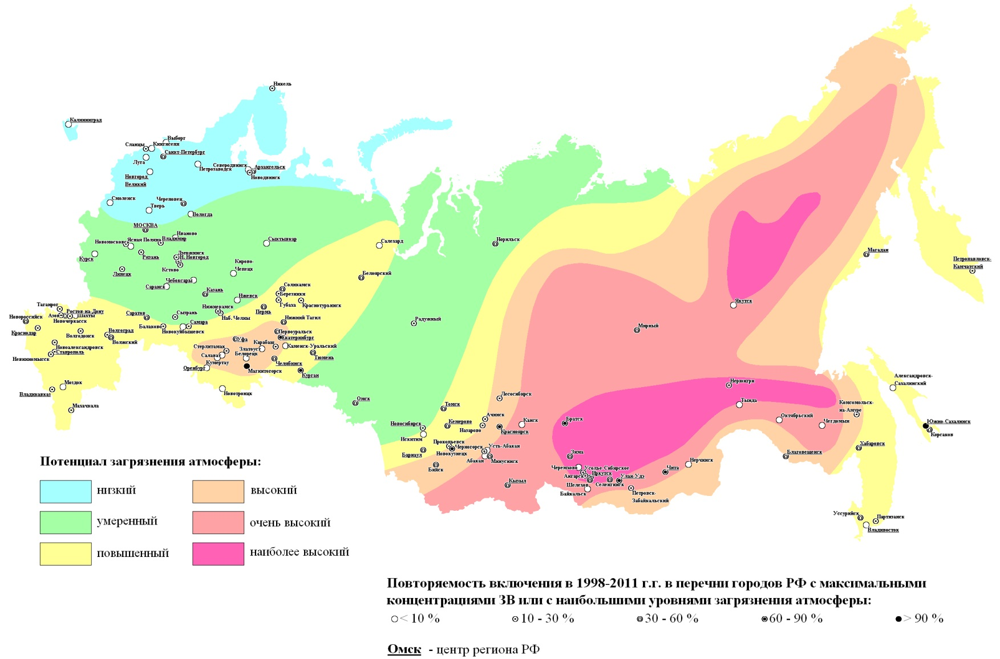 Никель
Калининград
Выборг
Сланцы
Кингисепп
Санкт-Петербург
Луга
Северодвинск
Архангельск
Петрозаводск
Новодвинск
Новгород
Великий
Смоленск
Череповец
Тверь
Вологда
МОСКВА
Иваново
Новомосковск
Ясная Поляна
Владимир
Сыктывкар
Салехард
Норильск
Курск
Рязань
Дзержинск
Н. Новгород
Кстово
Кирово-
Чепецк
Магадан
Петропавловск-
Камчатский
Липецк
Чебоксары
Саранск
Белоярский
Соликамск
Казань
Березники
Ижевск
Губаха
Краснотурьинск
Якутск
Таганрог
Ростов-на-Дону
Азов
Шахты
Новочеркасск
Новороссийск
Саратов
Сызрань
Нижнекамск
Наб. Челны
Пермь
Нижний Тагил
Радужный
Мирный
Краснодар
Балаково
Самара
Новокуйбышевск
Волгодонск
Волгоград
Волжский
Первоуральск
Екатеринбург
Уфа
Карабаш
Каменск-Уральский
Новоалександровск
Ставрополь
Невинномысск
Стерлитамак
Златоуст
Салават
Белорецк
Тюмень
Кумертау
Челябинск
Оренбург
Магнитогорск
Курган
Моздок
Владикавказ
Новотроицк
Махачкала
Омск
Томск
Лесосибирск
Нерюнгри
Тында
Александровск-
Сахалинский
Комсомольск-
на-Амуре
Новосибирск
Кемерово
Ачинск
Назарово
Красноярск
Канск
Братск
Октябрьский
Чегдомын
Южно-Сахалинск
Корсаков
Искитим
Прокопьевск
Черногорск
Усть-Абакан
Новокузнецк
Барнаул
Абакан
Минусинск
Зима
Нерчинск
Благовещенск
Хабаровск
Бийск
Черемхово
Усолье Сибирское
Ангарск
Иркутск
Улан-Удэ
Чита
Кызыл
Шелехов
Селенгинск
Байкальск
Петровск-
Забайкальский
Уссурийск
Партизанск
Владивосток
Потенциал загрязнения атмосферы:
низкий
высокий
умеренный
очень высокий
повышенный
наиболее высокий
Повторяемость включения в 1998-2011 г.г. в перечни городов РФ с максимальными
концентрациями ЗВ или с наибольшими уровнями загрязнения атмосферы:
< 10 % 10 - 30 % 30 - 60 % 60 - 90 % > 90 %
Омск - центр региона РФ